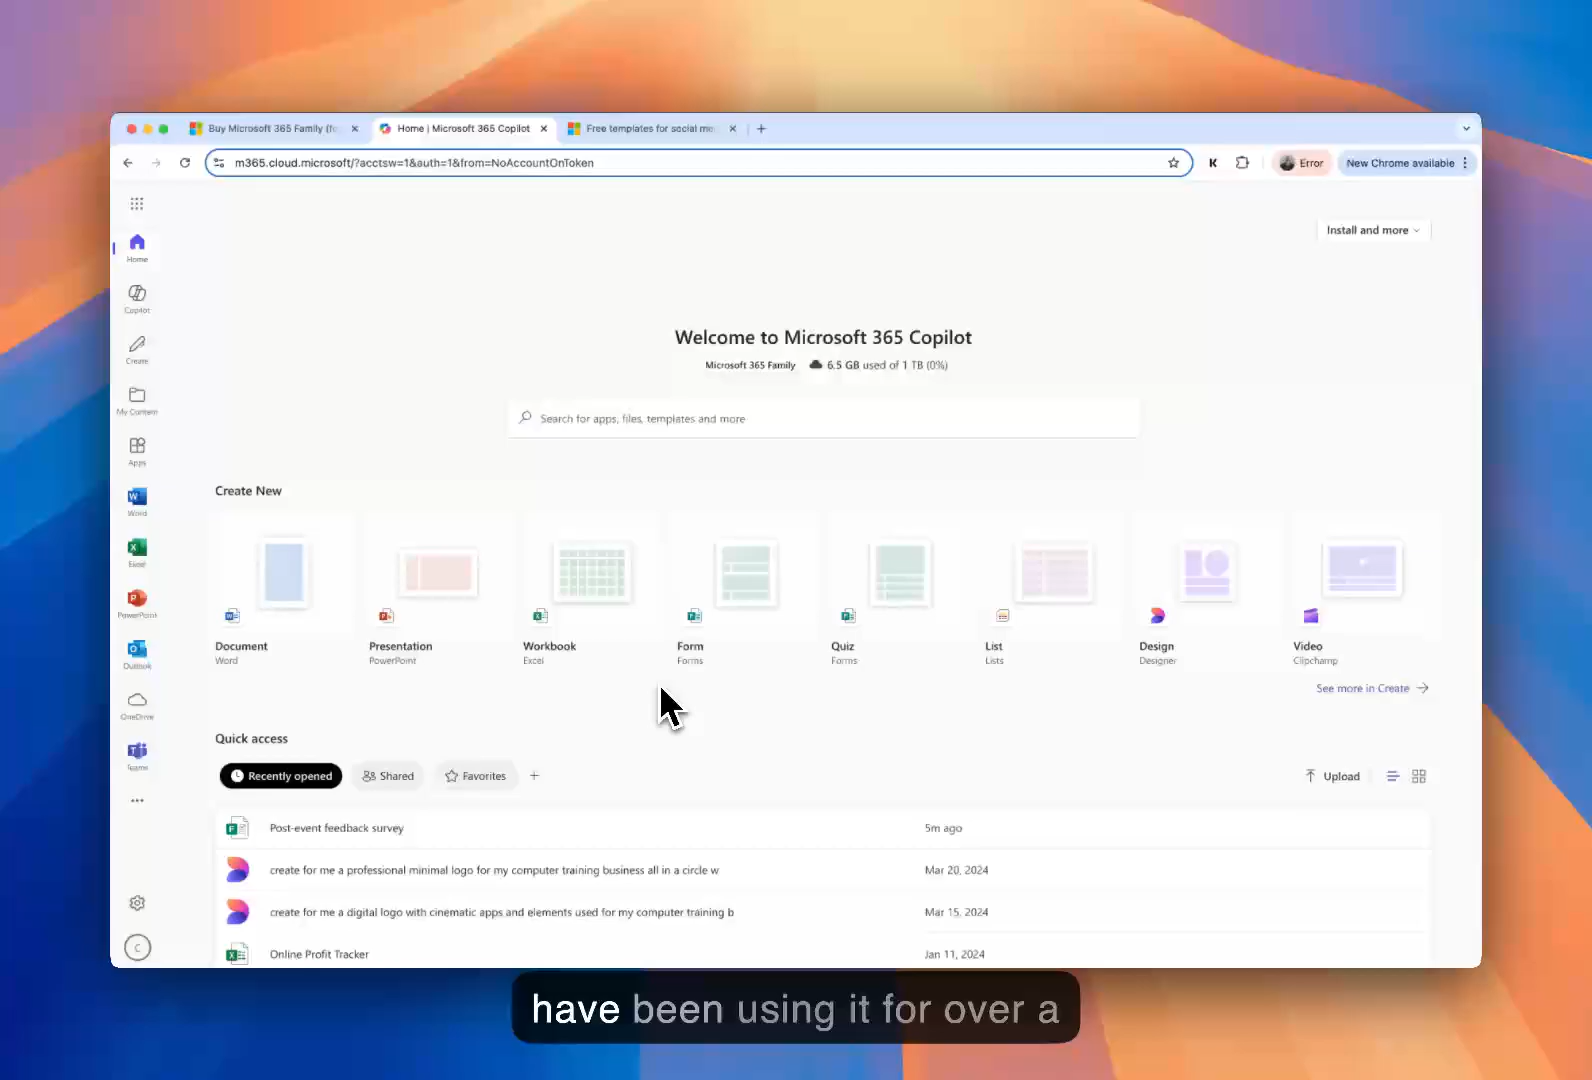 Buy Microsoft 365 Family (fo
Home | Microsoft 365 Copilot
Free templates for social me
m365.cloud.microsoft/?acctsw=1&auth=1&from=NoAccountOnToken
K
Error
New Chrome available
Install and more
Home
Copilot
Create
My Content
Apps
Word
Excel
PowerPoint
Outlook
OneDrive
Teams
C
Welcome to Microsoft 365 Copilot
Microsoft 365 Family 6.5 GB used of 1 TB (0%)
Search for apps, files, templates and more
Create New
Document
Word
Presentation
PowerPoint
Workbook
Excel
Form
Forms
Quiz
Forms
List
Lists
Design
Designer
Video
Clipchamp
See more in Create
Quick access
Recently opened
Shared
Favorites
Upload
Post-event feedback survey 5m ago
create for me a professional minimal logo for my computer training business all in a circle w Mar 20, 2024
create for me a digital logo with cinematic apps and elements used for my computer training b Mar 15, 2024
Online Profit Tracker Jan 11, 2024
have been using it for over a